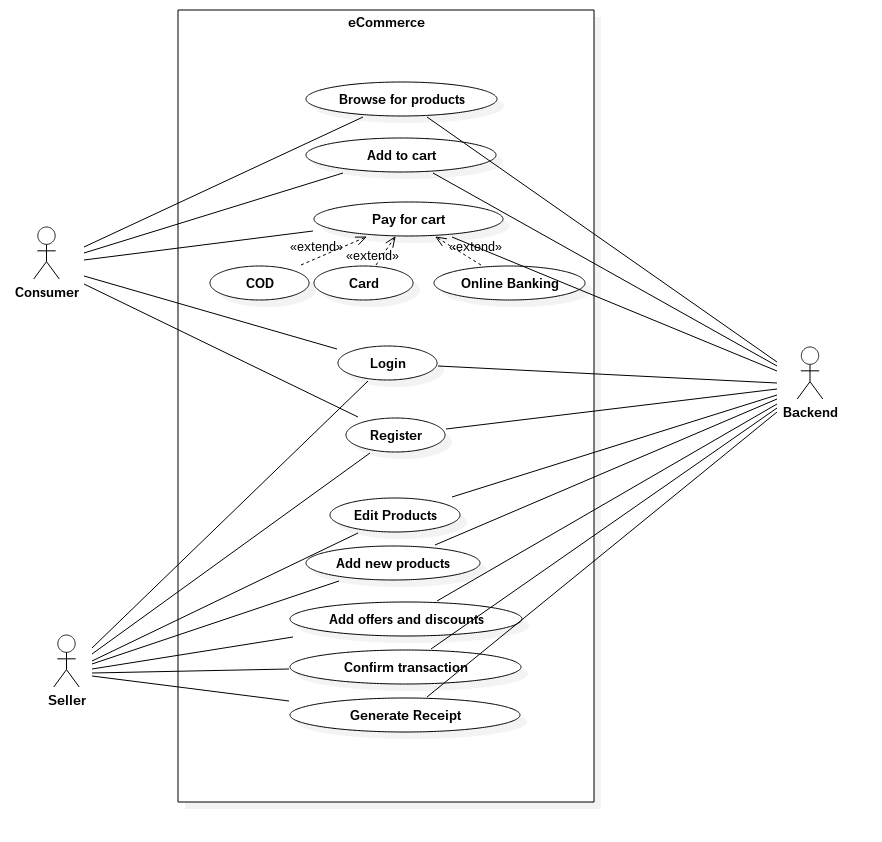 eCommerce
Browse for products
Add to cart
Pay for cart
«extend»
«extend»
«extend»
COD
Card
Online Banking
Consumer
Login
Backend
Register
Edit Products
Add new products
Add offers and discounts
Confirm transaction
Seller
Generate Receipt